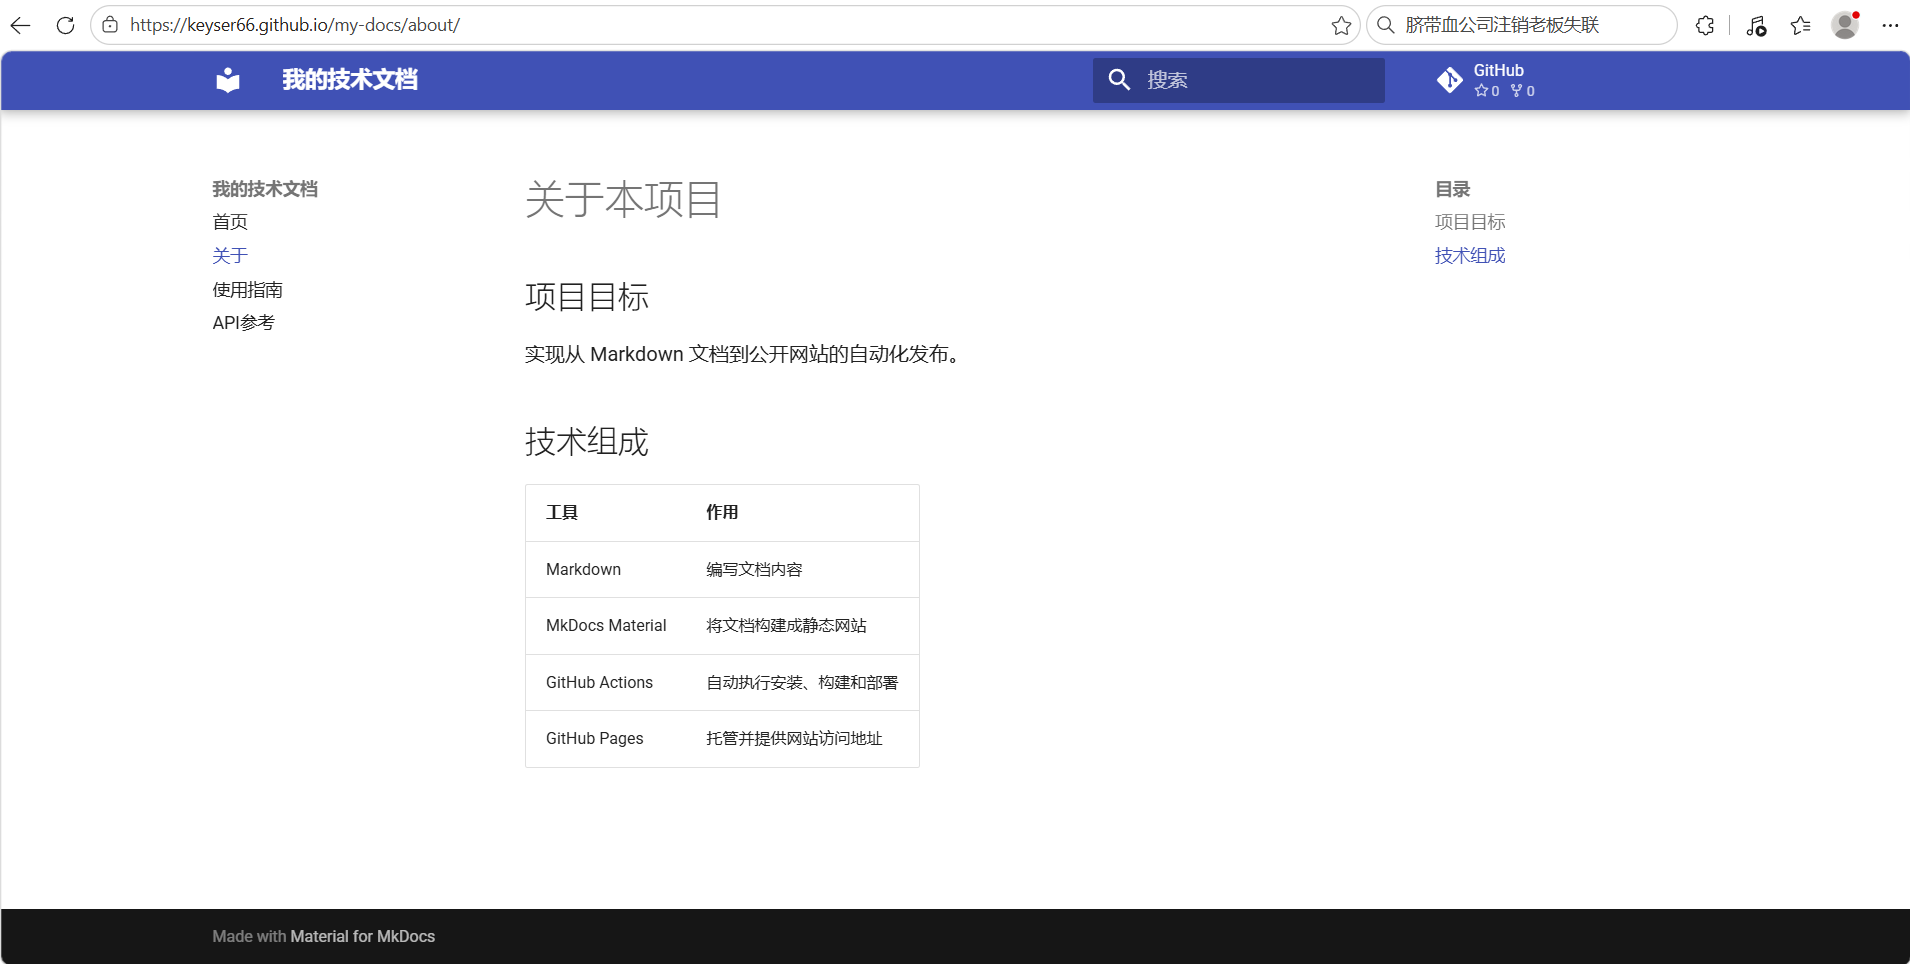 https://keyser66.github.io/my-docs/about/
脐带血公司注销老板失联
我的技术文档
搜索
GitHub
0 0
我的技术文档
首页
关于
使用指南
API参考
关于本项目
项目目标
实现从 Markdown 文档到公开网站的自动化发布。
技术组成
工具 作用
Markdown 编写文档内容
MkDocs Material 将文档构建成静态网站
GitHub Actions 自动执行安装、构建和部署
GitHub Pages 托管并提供网站访问地址
目录
项目目标
技术组成
Made with Material for MkDocs